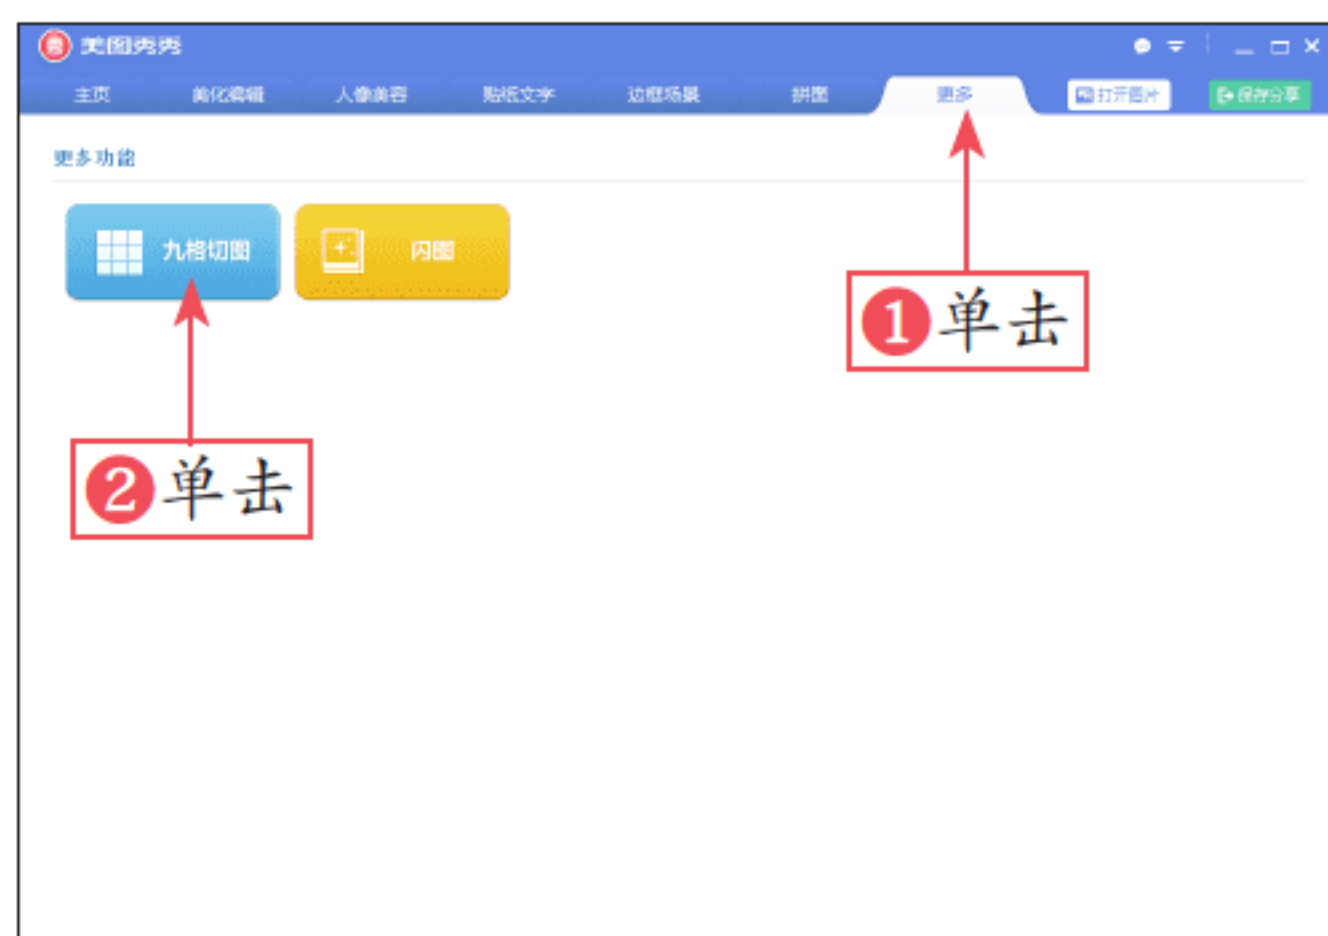 美图秀秀
主页 美化编辑 人像美容 贴纸文字 边框场景 拼图 更多 打开图片 保存分享
更多功能
九格切图 闪图
1单击
2单击